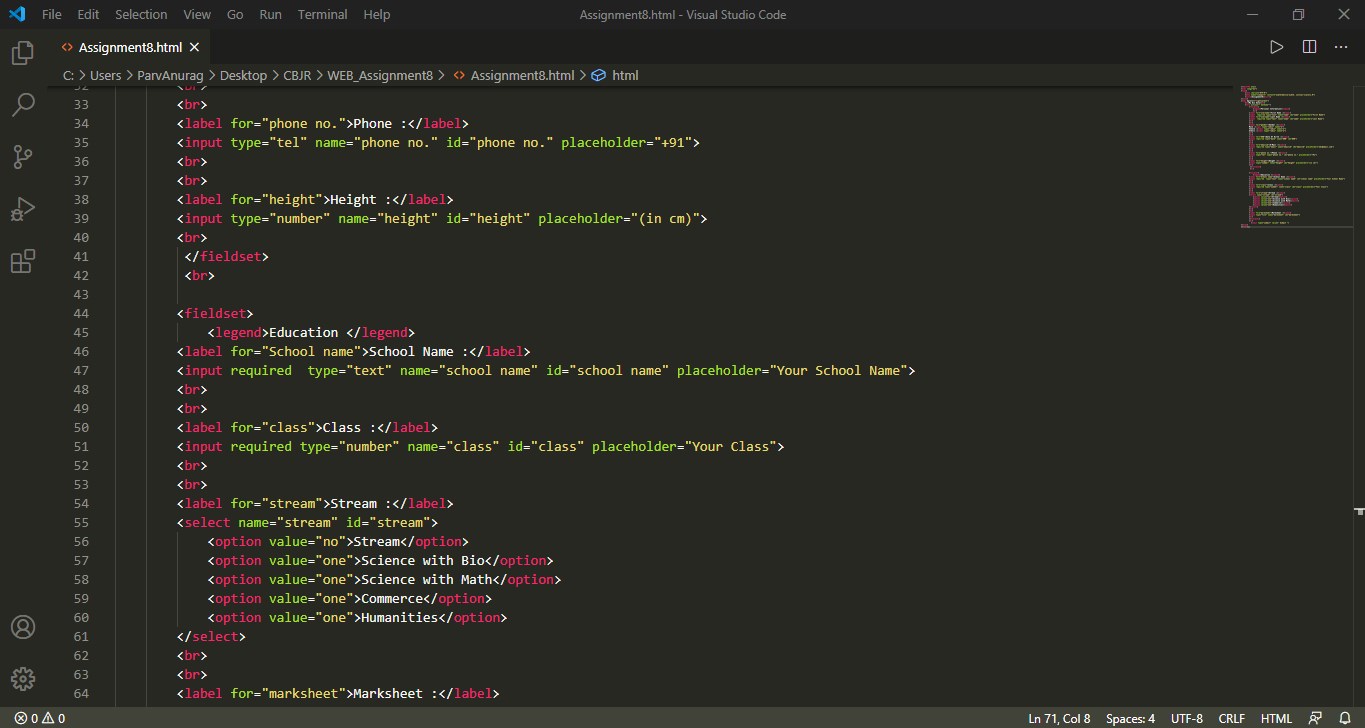 File Edit Selection View Go Run Terminal Help Assignment8.html - Visual Studio Code
<> Assignment8.html ×
C: > Users > ParvAnurag > Desktop > CBJR > WEB_Assignment8 > <> Assignment8.html > html
32 <br>
33 <br>
34 <label for="phone no.">Phone :</label>
35 <input type="tel" name="phone no." id="phone no." placeholder="+91">
36 <br>
37 <br>
38 <label for="height">Height :</label>
39 <input type="number" name="height" id="height" placeholder="(in cm)">
40 <br>
41 </fieldset>
42 <br>
43
44 <fieldset>
45 <legend>Education </legend>
46 <label for="School name">School Name :</label>
47 <input required  type="text" name="school name" id="school name" placeholder="Your School Name">
48 <br>
49 <br>
50 <label for="class">Class :</label>
51 <input required type="number" name="class" id="class" placeholder="Your Class">
52 <br>
53 <br>
54 <label for="stream">Stream :</label>
55 <select name="stream" id="stream">
56 <option value="no">Stream</option>
57 <option value="one">Science with Bio</option>
58 <option value="one">Science with Math</option>
59 <option value="one">Commerce</option>
60 <option value="one">Humanities</option>
61 </select>
62 <br>
63 <br>
64 <label for="marksheet">Marksheet :</label>
0 0 Ln 71, Col 8 Spaces: 4 UTF-8 CRLF HTML